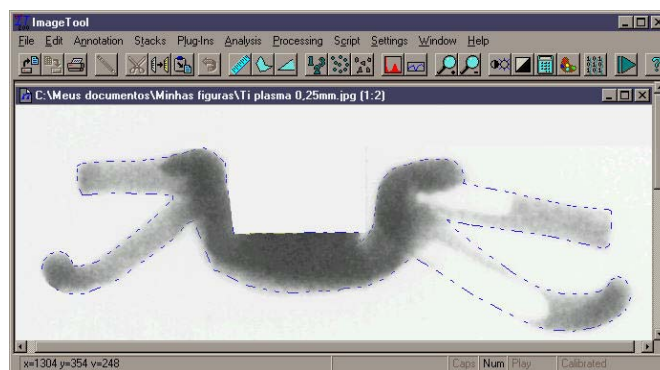 ImageTool
File Edit Annotation Stacks Plug-Ins Analysis Processing Script Settings Window Help
C:\Meus documentos\Minhas figuras\Ti plasma 0,25mm.jpg (1:2)
x=1304 y=354 v=248 Caps Num Play Calibrated